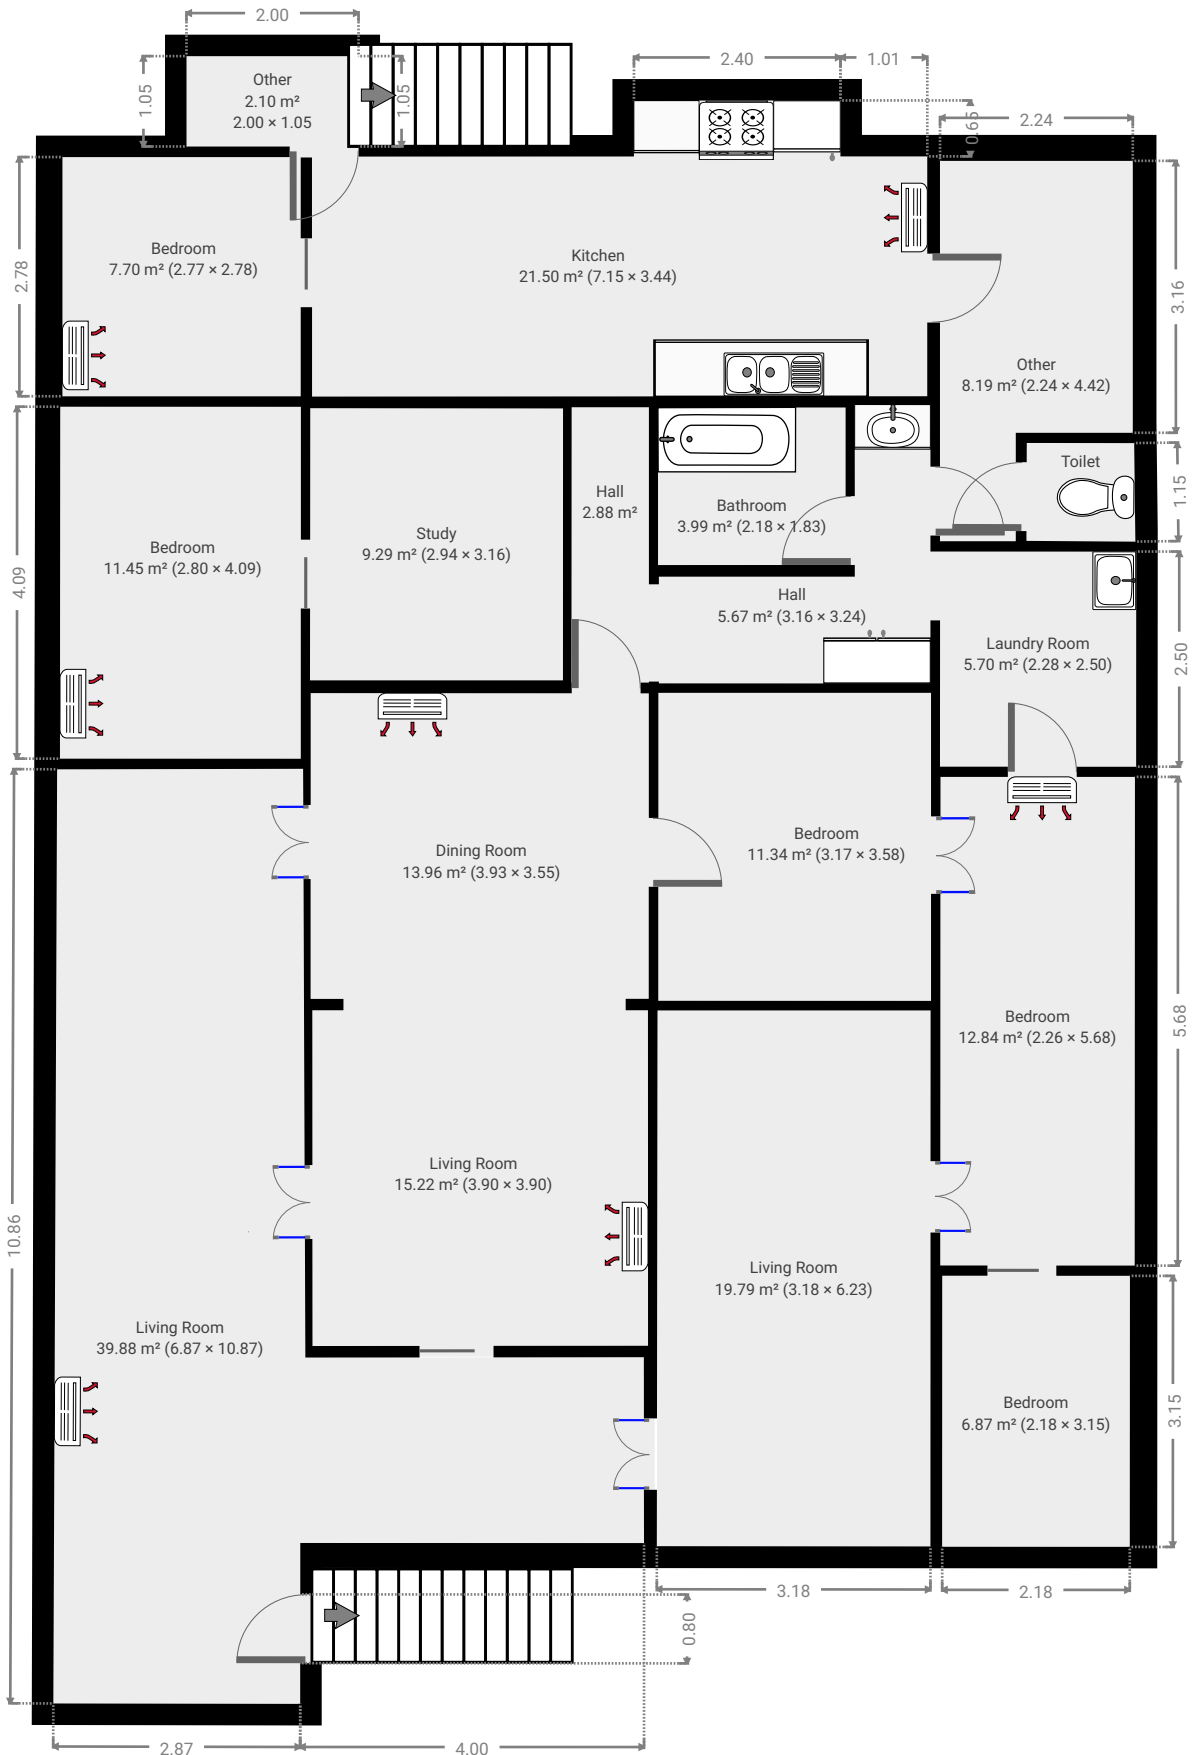 2.00
2.40
1.01
1.05
1.05
0.65
2.24
Other
2.10 m²
2.00 × 1.05
2.78
Bedroom
7.70 m² (2.77 × 2.78)
Kitchen
21.50 m² (7.15 × 3.44)
3.16
Other
8.19 m² (2.24 × 4.42)
4.09
Bedroom
11.45 m² (2.80 × 4.09)
Study
9.29 m² (2.94 × 3.16)
Hall
2.88 m²
Bathroom
3.99 m² (2.18 × 1.83)
Toilet
1.15
Hall
5.67 m² (3.16 × 3.24)
Laundry Room
5.70 m² (2.28 × 2.50)
2.50
Dining Room
13.96 m² (3.93 × 3.55)
Bedroom
11.34 m² (3.17 × 3.58)
Bedroom
12.84 m² (2.26 × 5.68)
5.68
Living Room
15.22 m² (3.90 × 3.90)
10.86
Living Room
19.79 m² (3.18 × 6.23)
Living Room
39.88 m² (6.87 × 10.87)
Bedroom
6.87 m² (2.18 × 3.15)
3.15
3.18
2.18
0.80
2.87
4.00